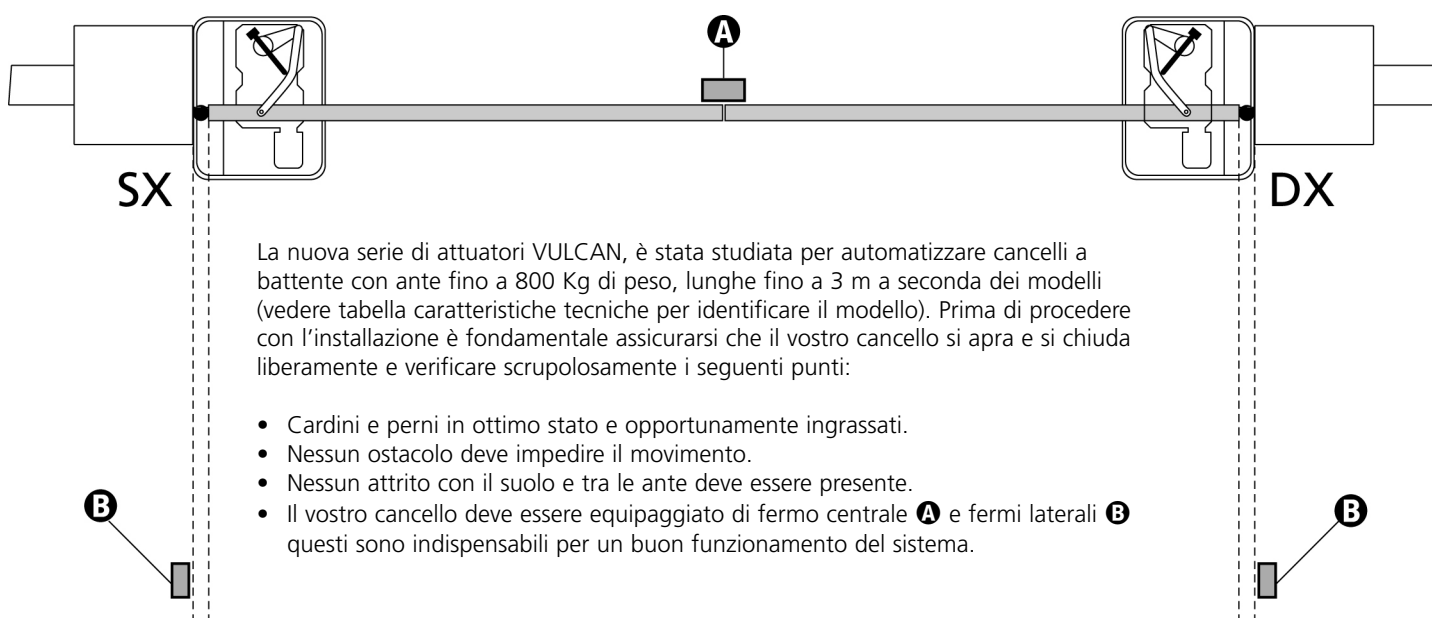 A
SX
DX
La nuova serie di attuatori VULCAN, è stata studiata per automatizzare cancelli a
battente con ante fino a 800 Kg di peso, lunghe fino a 3 m a seconda dei modelli
(vedere tabella caratteristiche tecniche per identificare il modello). Prima di procedere
con l'installazione è fondamentale assicurarsi che il vostro cancello si apra e si chiuda
liberamente e verificare scrupolosamente i seguenti punti:
• Cardini e perni in ottimo stato e opportunamente ingrassati.
• Nessun ostacolo deve impedire il movimento.
• Nessun attrito con il suolo e tra le ante deve essere presente.
• Il vostro cancello deve essere equipaggiato di fermo centrale A e fermi laterali B
questi sono indispensabili per un buon funzionamento del sistema.
B
B